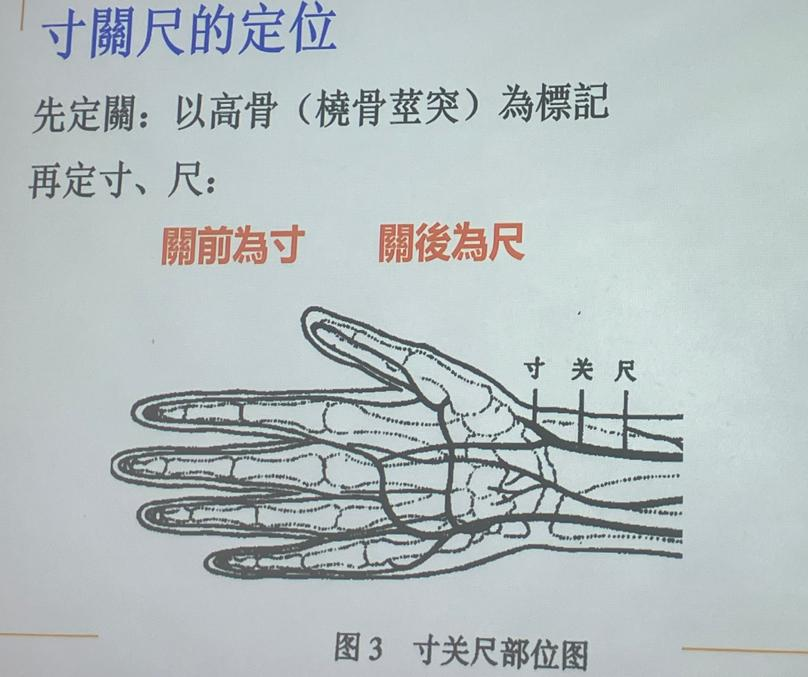 寸關尺的定位
先定關：以高骨（橈骨莖突）為標記
再定寸、尺：
關前為寸 關後為尺
寸 关 尺
图 3 寸关尺部位图